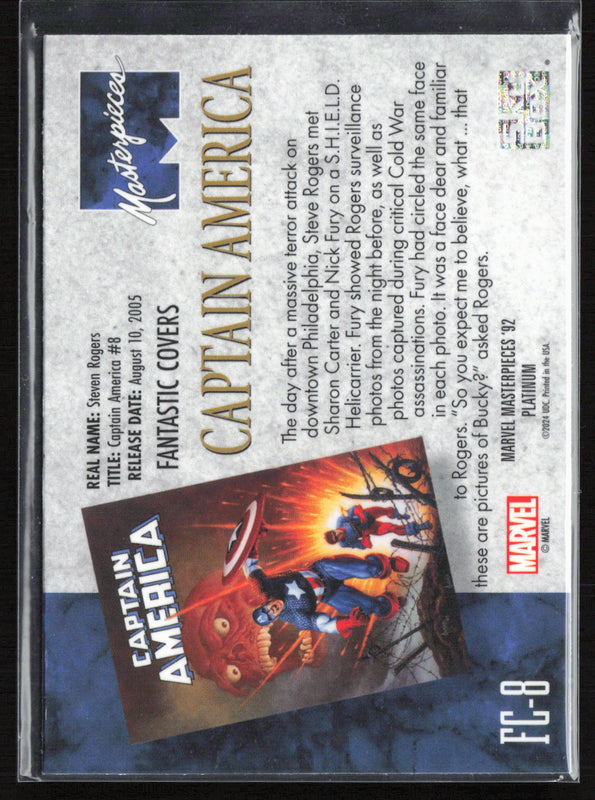 Masterpieces
REAL NAME: Steven Rogers
TITLE: Captain America #8
RELEASE DATE: August 10, 2005
FANTASTIC COVERS
CAPTAIN AMERICA
The day after a massive terror attack on
downtown Philadelphia, Steve Rogers met
Sharon Carter and Nick Fury on a S.H.I.E.L.D.
Helicarrier. Fury showed Rogers surveillance
photos from the night before, as well as
photos captured during critical Cold War
assassinations. Fury had circled the same face
in each photo. It was a face dear and familiar
to Rogers. “So you expect me to believe, what ... that
these are pictures of Bucky?” asked Rogers.
CAPTAIN
AMERICA
MARVEL MASTERPIECES ’92
PLATINUM
©2024 UDC. Printed in the USA.
MARVEL
© MARVEL
FC-8